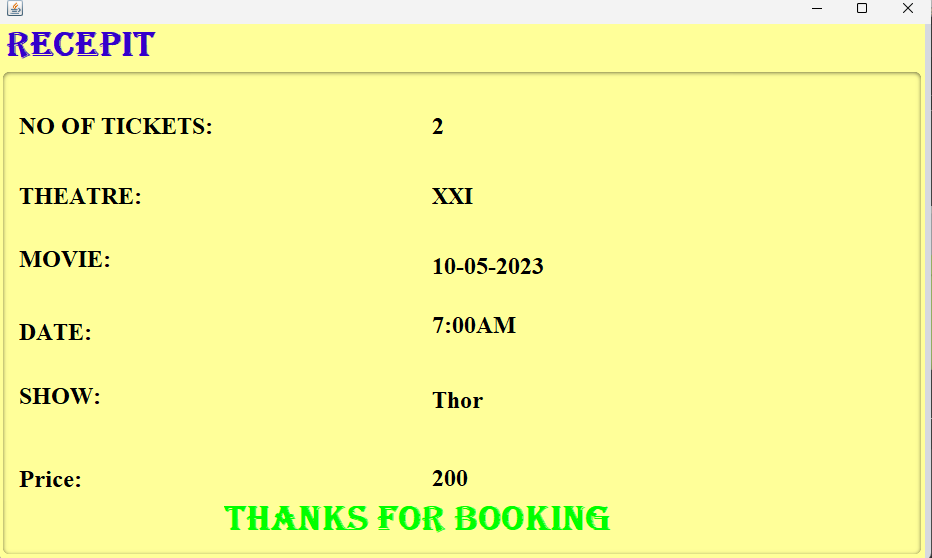 RECEPIT
NO OF TICKETS: 2
THEATRE: XXI
MOVIE: 10-05-2023
DATE: 7:00AM
SHOW: Thor
Price: 200
THANKS FOR BOOKING